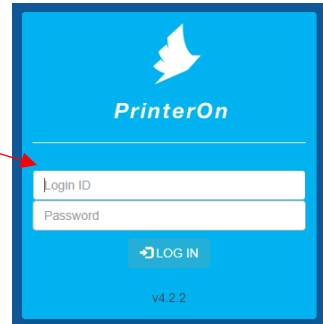 PrinterOn
Login ID
Password
LOG IN
v4.2.2